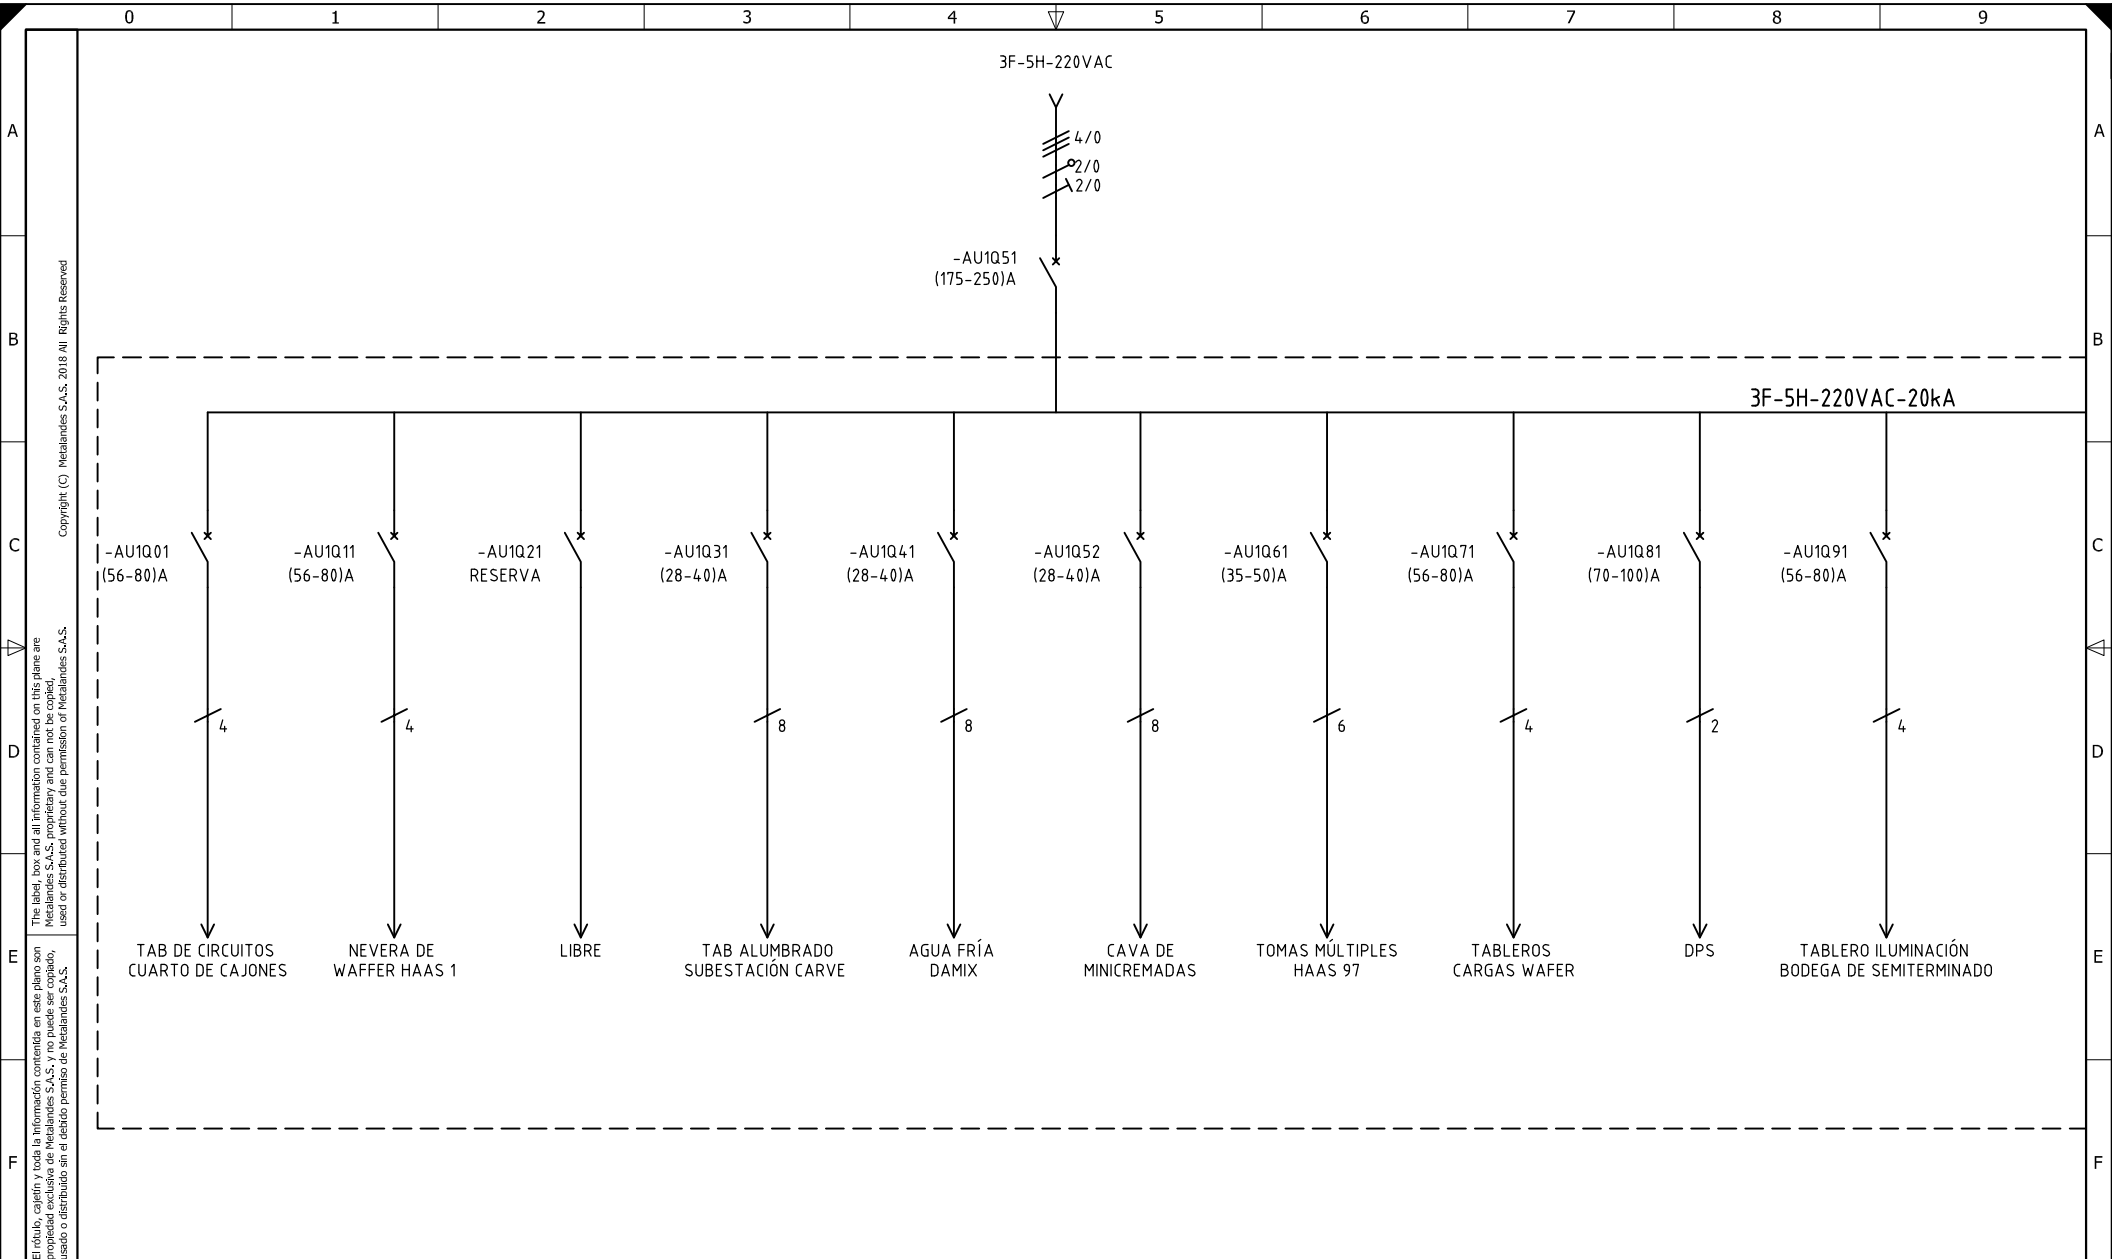 0 1 2 3 4 5 6 7 8 9
3F-5H-220VAC
A A
4/0
2/0
2/0
-AU1Q51
(175-250)A
B B
3F-5H-220VAC-20kA
C C
-AU1Q01
(56-80)A
-AU1Q11
(56-80)A
-AU1Q21
RESERVA
-AU1Q31
(28-40)A
-AU1Q41
(28-40)A
-AU1Q52
(28-40)A
-AU1Q61
(35-50)A
-AU1Q71
(56-80)A
-AU1Q81
(70-100)A
-AU1Q91
(56-80)A
4 4 8 8 8 6 4 2 4
D D
E E
TAB DE CIRCUITOS
CUARTO DE CAJONES
NEVERA DE
WAFFER HAAS 1
LIBRE
TAB ALUMBRADO
SUBESTACIÓN CARVE
AGUA FRÍA
DAMIX
CAVA DE
MINICREMADAS
TOMAS MÚLTIPLES
HAAS 97
TABLEROS
CARGAS WAFER
DPS
TABLERO ILUMINACIÓN
BODEGA DE SEMITERMINADO
F F
Copyright (C) Metalandes S.A.S. 2018 All Rights Reserved
The label, box and all information contained on this plane are
Metalandes S.A.S. proprietary and can not be copied,
used or distributed without due permission of Metalandes S.A.S.
El rótulo, cajetín y toda la información contenida en este plano son
propiedad exclusiva de Metalandes S.A.S. y no puede ser copiado,
usado o distribuido sin el debido permiso de Metalandes S.A.S.